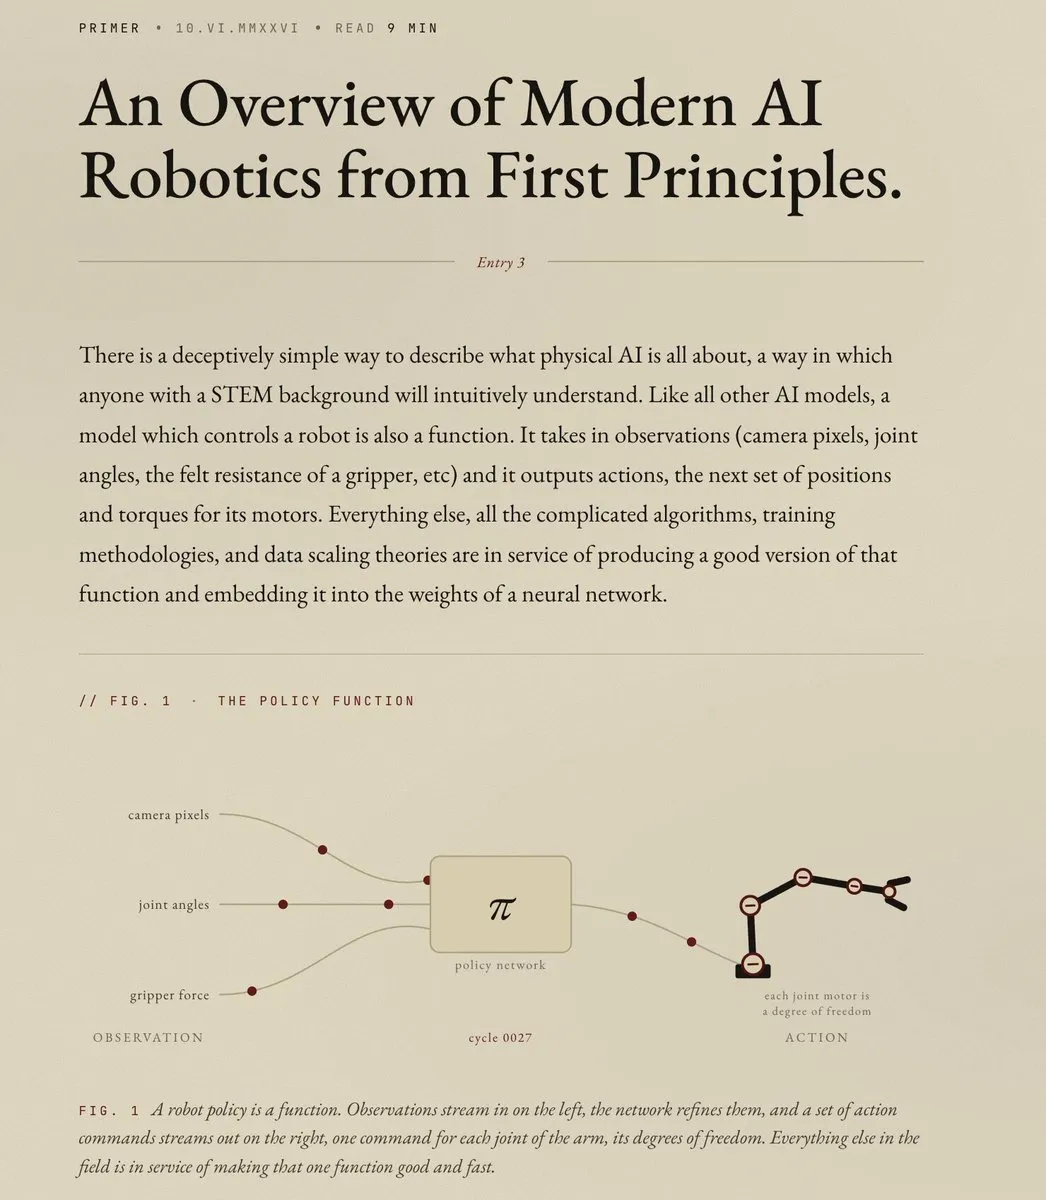 PRIMER • 10.VI.MMXXVI • READ 9 MIN
An Overview of Modern AI
Robotics from First Principles.
Entry 3
There is a deceptively simple way to describe what physical AI is all about, a way in which
anyone with a STEM background will intuitively understand. Like all other AI models, a
model which controls a robot is also a function. It takes in observations (camera pixels, joint
angles, the felt resistance of a gripper, etc) and it outputs actions, the next set of positions
and torques for its motors. Everything else, all the complicated algorithms, training
methodologies, and data scaling theories are in service of producing a good version of that
function and embedding it into the weights of a neural network.
// FIG. 1 · THE POLICY FUNCTION
camera pixels
joint angles
gripper force
OBSERVATION
π
policy network
cycle 0027
each joint motor is
a degree of freedom
ACTION
FIG. 1 A robot policy is a function. Observations stream in on the left, the network refines them, and a set of action
commands streams out on the right, one command for each joint of the arm, its degrees of freedom. Everything else in the
field is in service of making that one function good and fast.